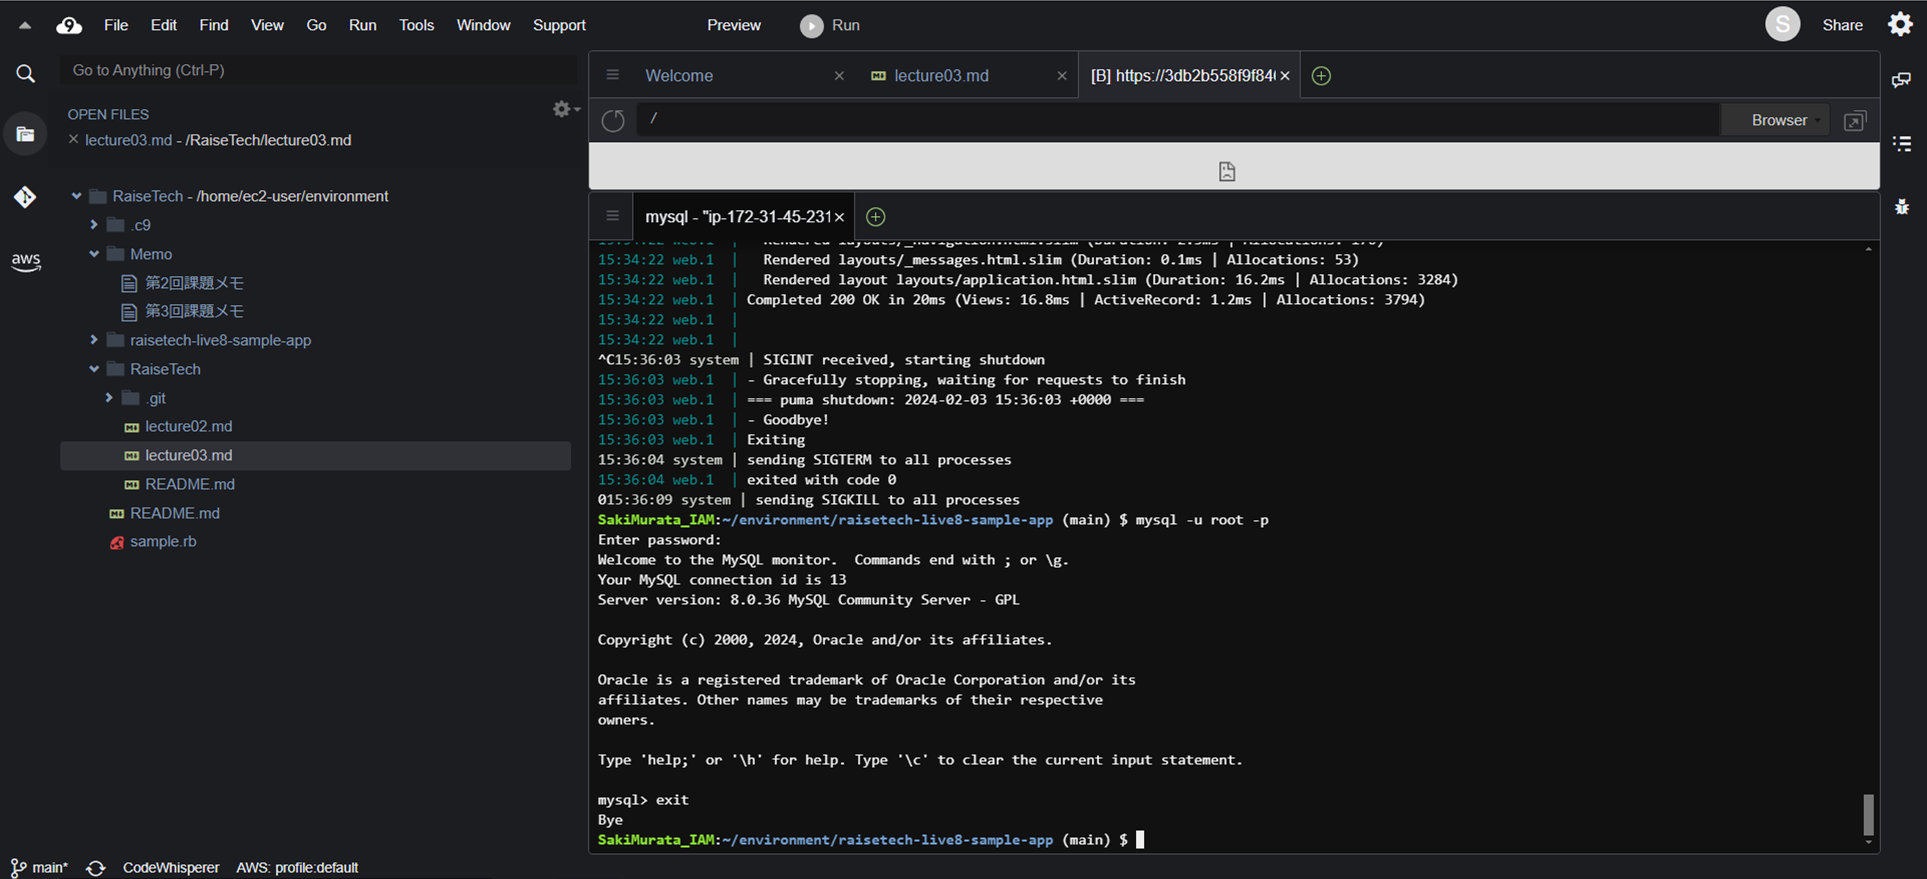 File Edit Find View Go Run Tools Window Support Preview Run S Share
Go to Anything (Ctrl-P)
OPEN FILES
lecture03.md - /RaiseTech/lecture03.md
RaiseTech - /home/ec2-user/environment
.c9
Memo
第2回課題メモ
第3回課題メモ
raisetech-live8-sample-app
RaiseTech
.git
lecture02.md
lecture03.md
README.md
README.md
sample.rb
aws
Welcome
lecture03.md
[B] https://3db2b558f9f84
/
Browser
mysql - "ip-172-31-45-231
15:34:22 web.1 | Rendered layouts/_navigation.html.slim (Duration: 2.5ms | Allocations: 176)
15:34:22 web.1 | Rendered layouts/_messages.html.slim (Duration: 0.1ms | Allocations: 53)
15:34:22 web.1 | Rendered layout layouts/application.html.slim (Duration: 16.2ms | Allocations: 3284)
15:34:22 web.1 | Completed 200 OK in 20ms (Views: 16.8ms | ActiveRecord: 1.2ms | Allocations: 3794)
15:34:22 web.1 |
15:34:22 web.1 |
^C15:36:03 system | SIGINT received, starting shutdown
15:36:03 web.1 | - Gracefully stopping, waiting for requests to finish
15:36:03 web.1 | === puma shutdown: 2024-02-03 15:36:03 +0000 ===
15:36:03 web.1 | - Goodbye!
15:36:03 web.1 | Exiting
15:36:04 system | sending SIGTERM to all processes
15:36:04 web.1 | exited with code 0
015:36:09 system | sending SIGKILL to all processes
SakiMurata_IAM:~/environment/raisetech-live8-sample-app (main) $ mysql -u root -p
Enter password:
Welcome to the MySQL monitor.  Commands end with ; or \g.
Your MySQL connection id is 13
Server version: 8.0.36 MySQL Community Server - GPL
Copyright (c) 2000, 2024, Oracle and/or its affiliates.
Oracle is a registered trademark of Oracle Corporation and/or its
affiliates. Other names may be trademarks of their respective
owners.
Type 'help;' or '\h' for help. Type '\c' to clear the current input statement.
mysql> exit
Bye
SakiMurata_IAM:~/environment/raisetech-live8-sample-app (main) $
main* CodeWhisperer AWS: profile:default